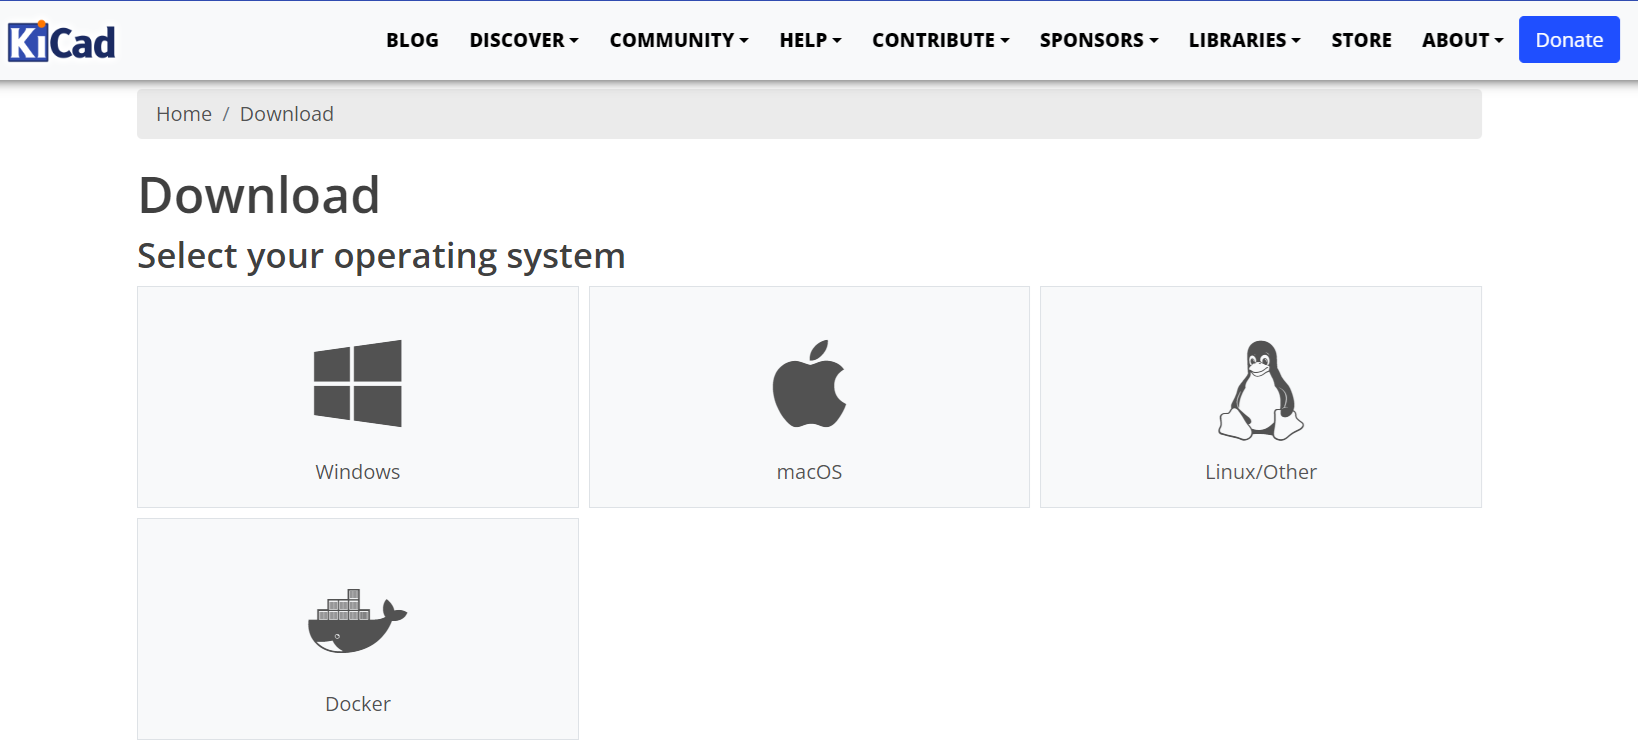 KiCad BLOG DISCOVER COMMUNITY HELP CONTRIBUTE SPONSORS LIBRARIES STORE ABOUT Donate
Home / Download
Download
Select your operating system
Windows macOS Linux/Other
Docker